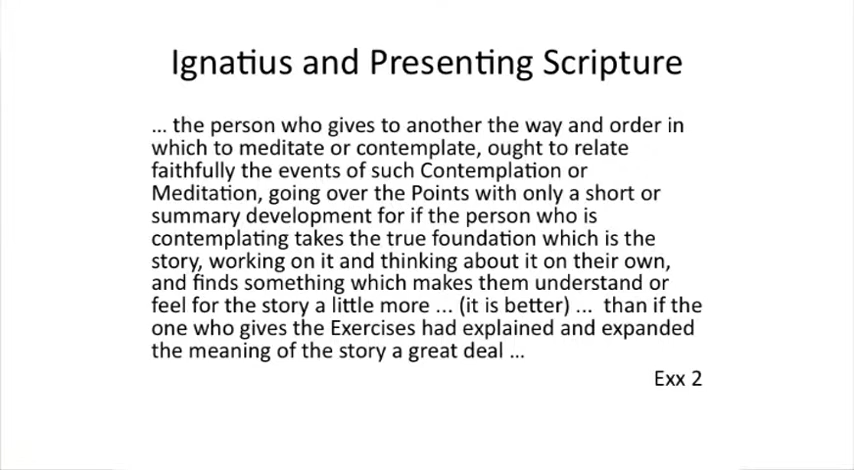 Ignatius and Presenting Scripture
... the person who gives to another the way and order in
which to meditate or contemplate, ought to relate
faithfully the events of such Contemplation or
Meditation, going over the Points with only a short or
summary development for if the person who is
contemplating takes the true foundation which is the
story, working on it and thinking about it on their own,
and finds something which makes them understand or
feel for the story a little more ... (it is better) ... than if the
one who gives the Exercises had explained and expanded
the meaning of the story a great deal ...
Exx 2